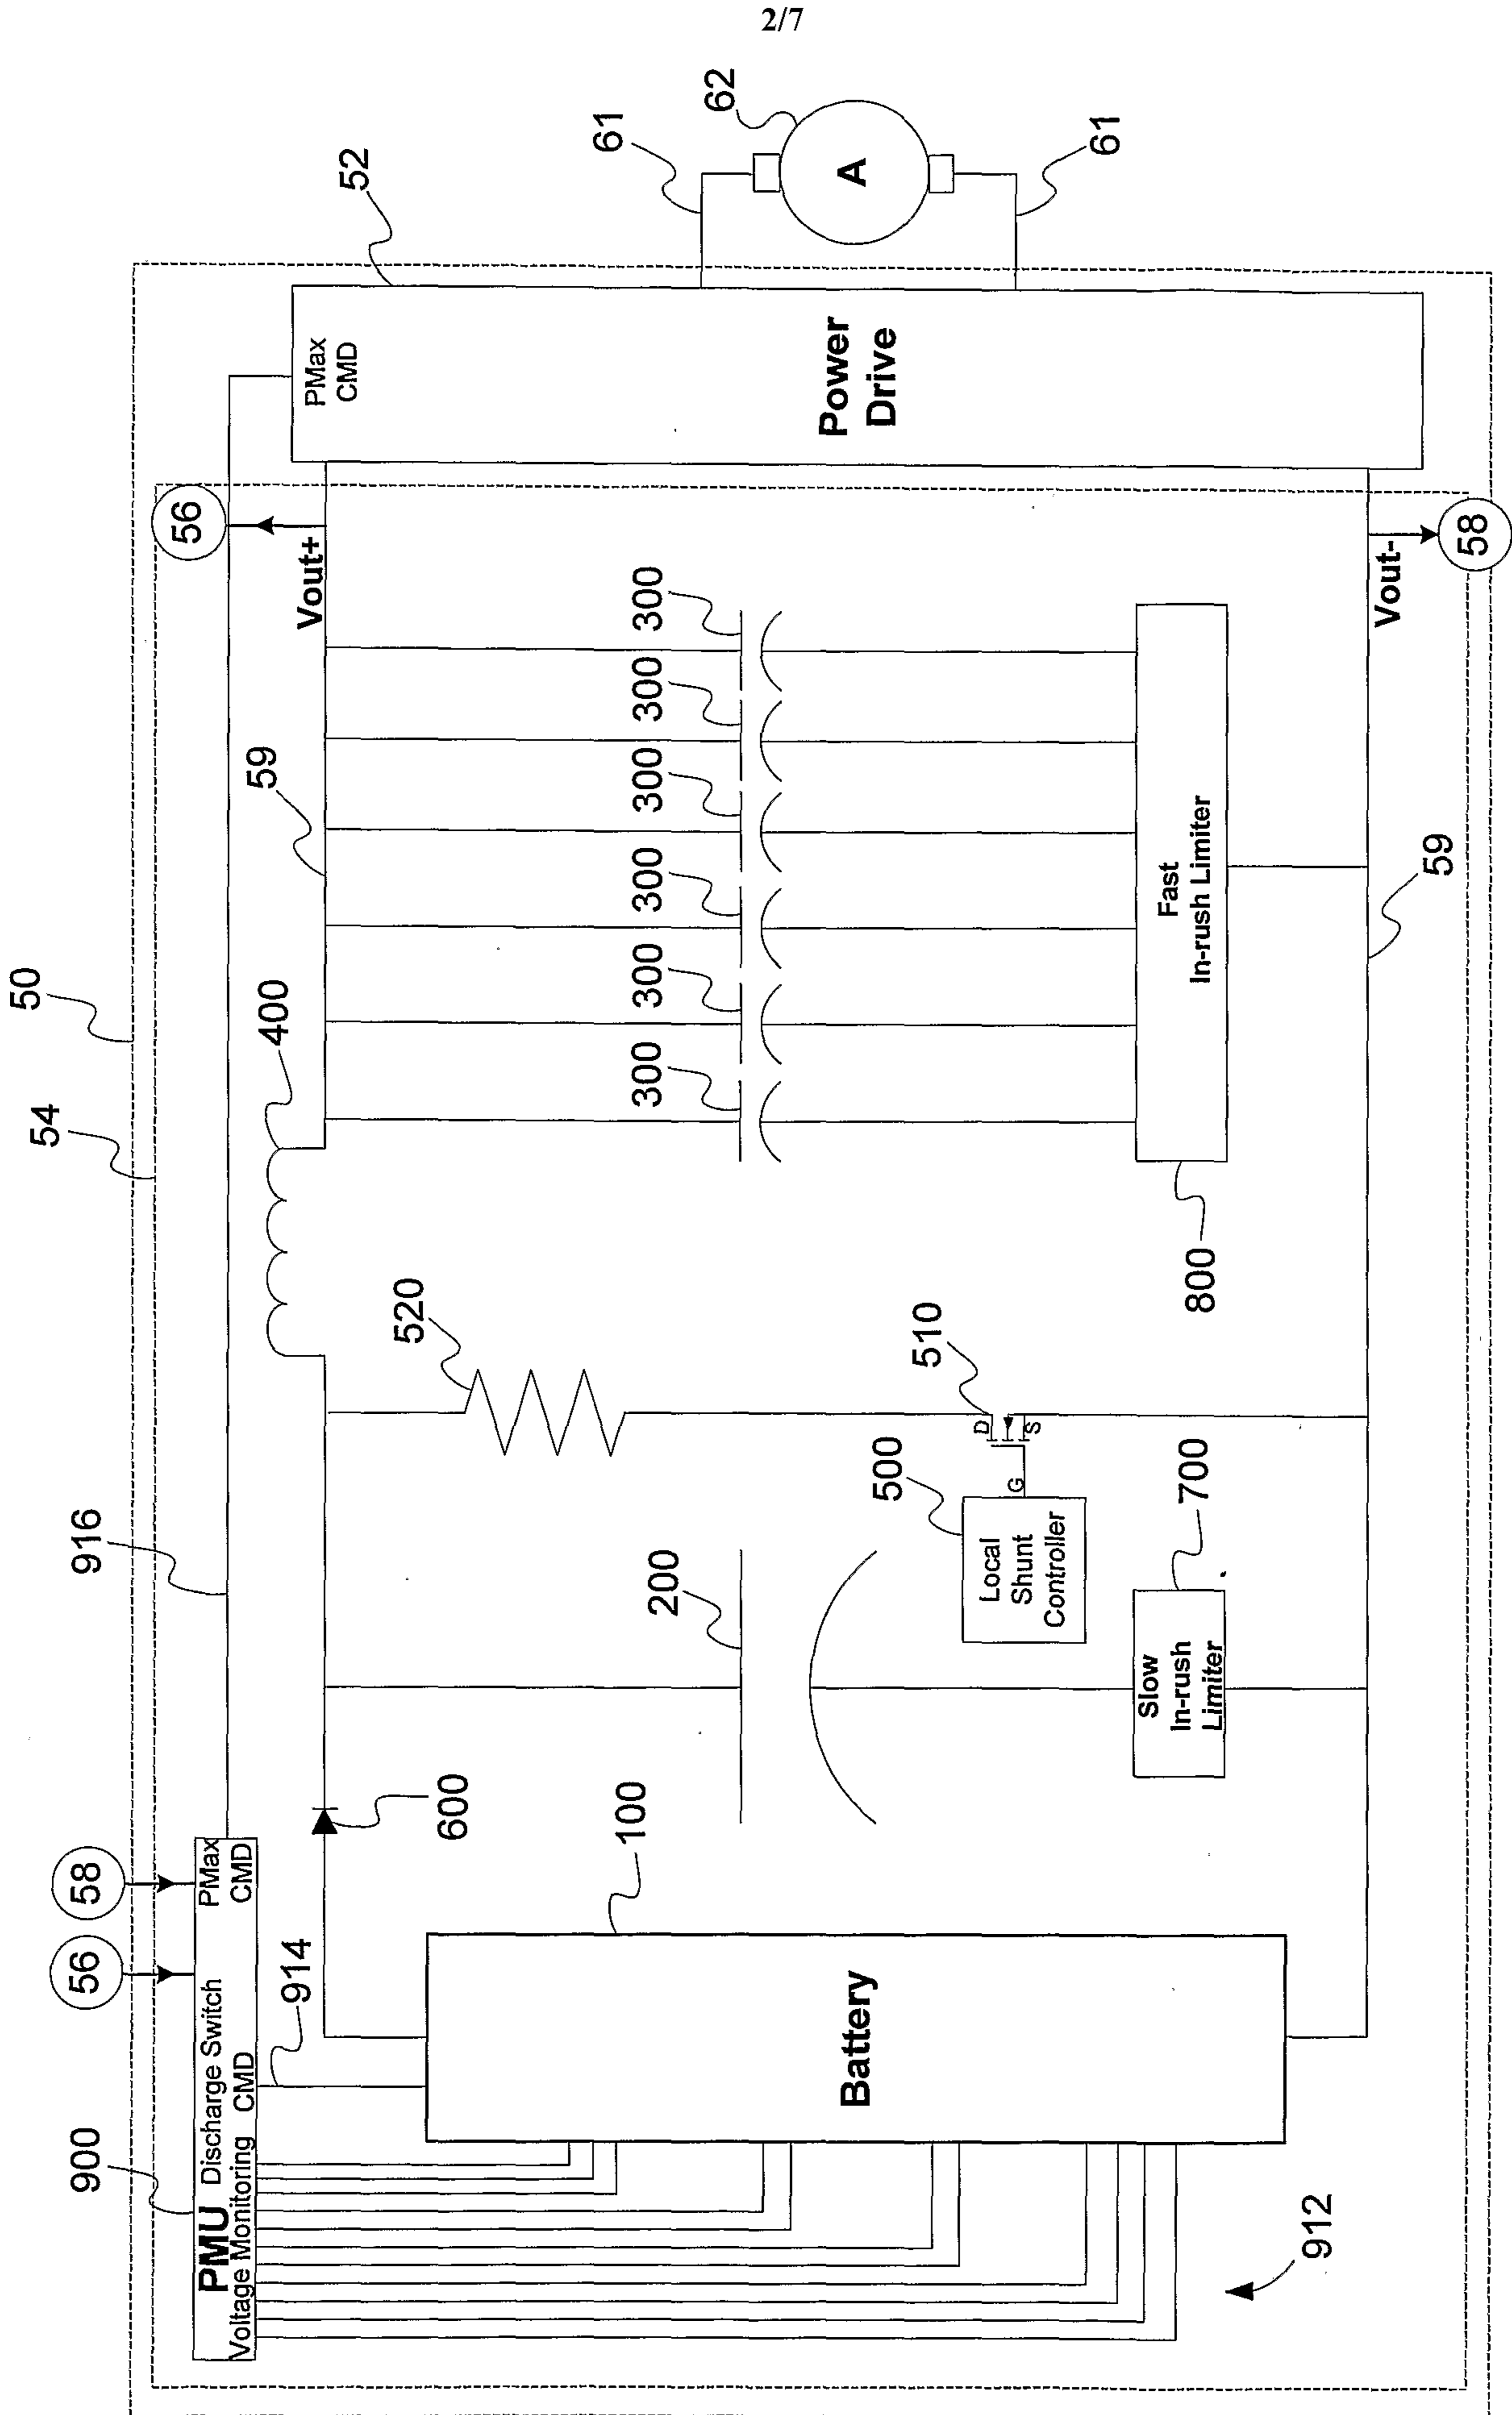 2/7
900
PMU
Discharge Switch
CMD
Voltage Monitoring
PMax
CMD
56
58
914
912
916
54
50
600
100
Battery
200
Slow
In-rush
Limiter
700
Local
Shunt
Controller
500
G
D
S
510
520
400
59
300
300
300
300
300
300
Fast
In-rush Limiter
800
59
Vout+
56
Vout-
58
PMax
CMD
Power
Drive
52
61
62
A
61